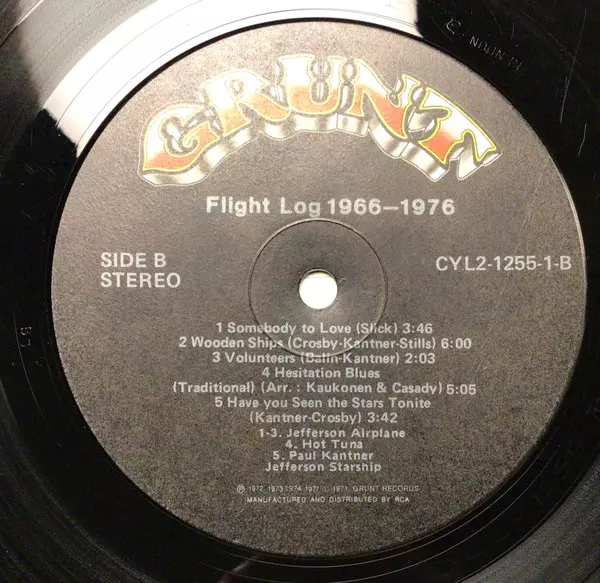 GRUNT
Flight Log 1966—1976
SIDE B
STEREO
CYL2-1255-1-B
1 Somebody to Love (Slick) 3:46
2 Wooden Ships (Crosby-Kantner-Stills) 6:00
3 Volunteers (Balin-Kantner) 2:03
4 Hesitation Blues
(Traditional) (Arr. : Kaukonen & Casady) 5:05
5 Have you Seen the Stars Tonite
(Kantner-Crosby) 3:42
1-3. Jefferson Airplane
4. Hot Tuna
5. Paul Kantner
Jefferson Starship
MANUFACTURED AND DISTRIBUTED BY RCA